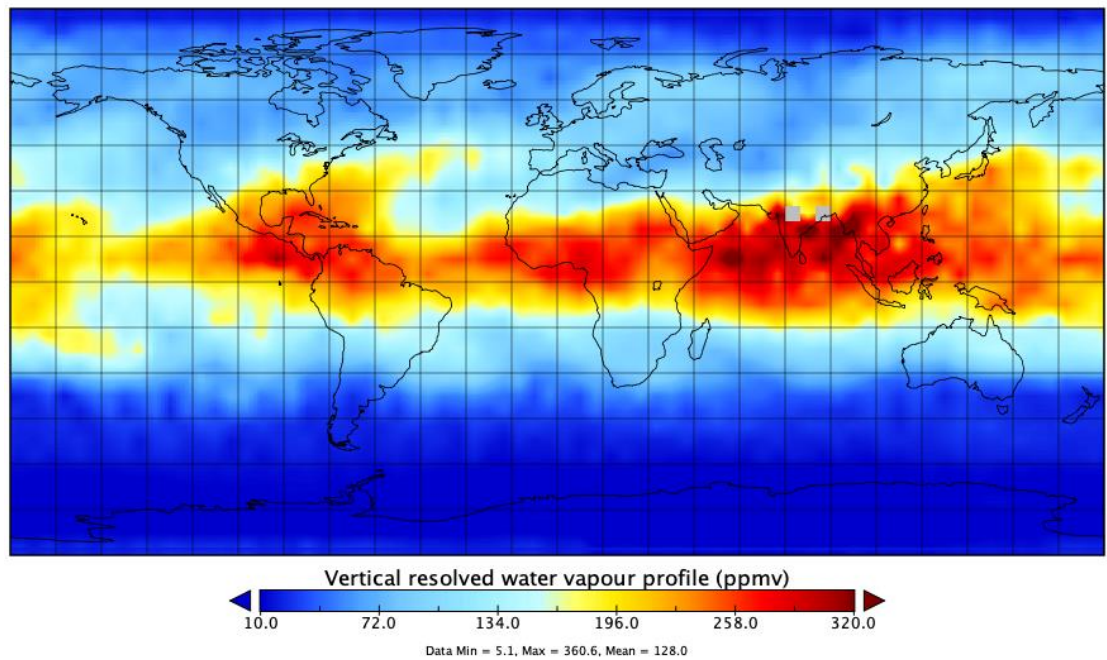 Vertical resolved water vapour profile (ppmv)
10.0 72.0 134.0 196.0 258.0 320.0
Data Min = 5.1, Max = 360.6, Mean = 128.0